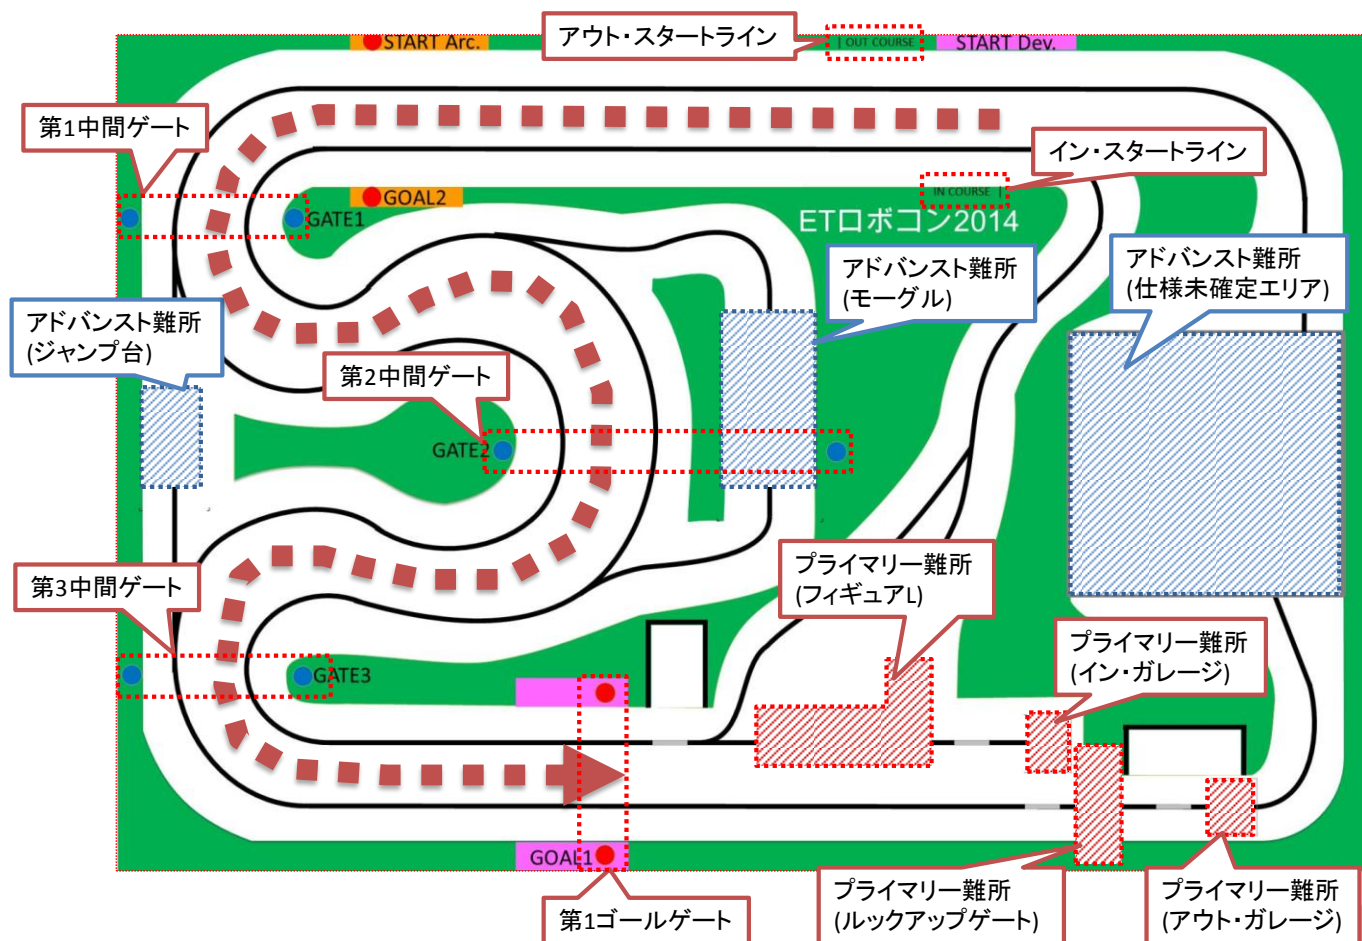 アウト・スタートライン
START Arc.
| OUT COURSE
START Dev.
第1中間ゲート
イン・スタートライン
GOAL2
IN COURSE |
GATE1
ETロボコン2014
アドバンスト難所
(モーグル)
アドバンスト難所
(仕様未確定エリア)
アドバンスト難所
(ジャンプ台)
第2中間ゲート
GATE2
第3中間ゲート
プライマリー難所
(フィギュアL)
プライマリー難所
(イン・ガレージ)
GATE3
GOAL1
第1ゴールゲート
プライマリー難所
(ルックアップゲート)
プライマリー難所
(アウト・ガレージ)